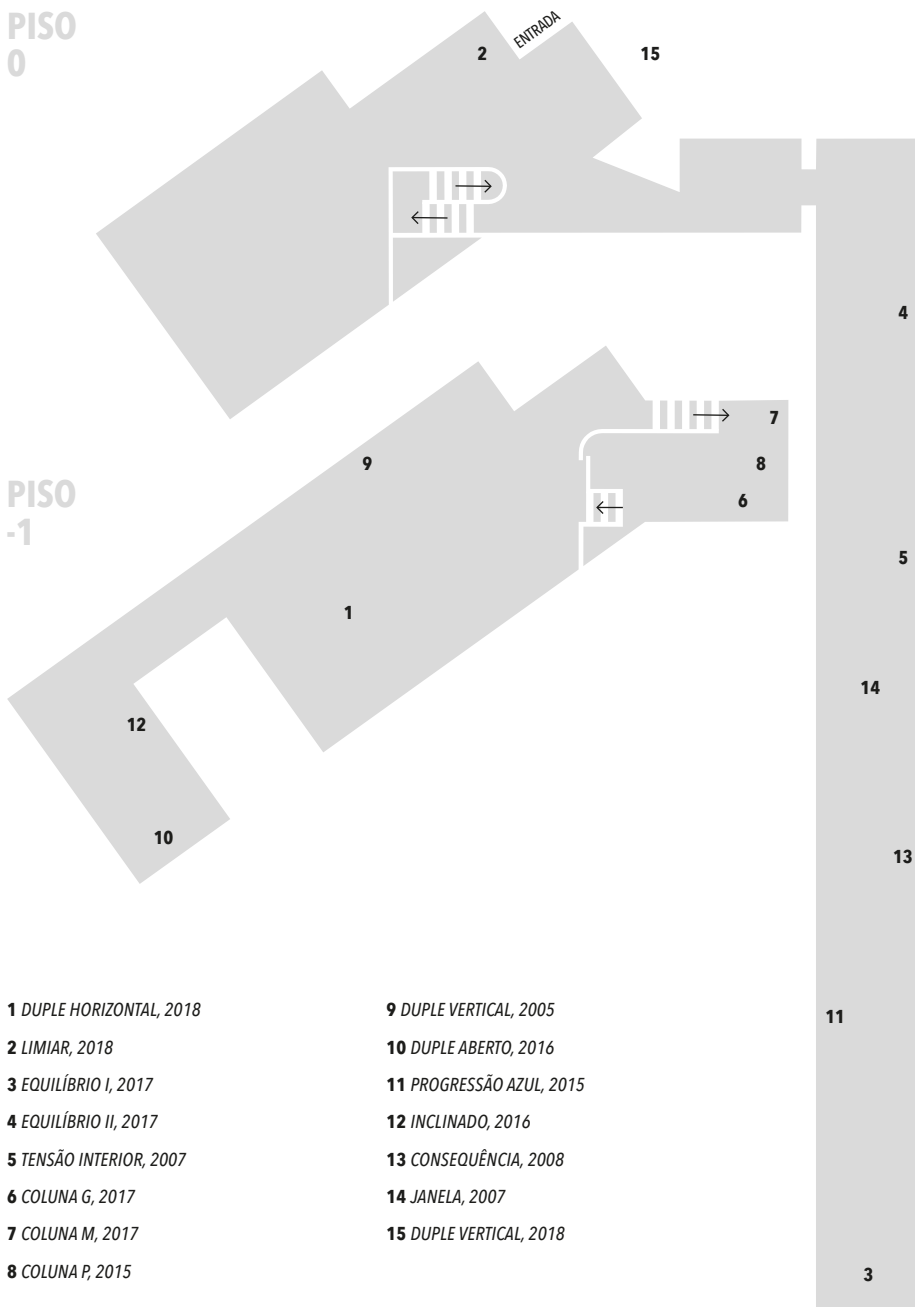 PISO
0
2
ENTRADA
15
4
7
PISO
-1
9
8
6
5
1
14
12
10
13
1 DUPLE HORIZONTAL, 2018
2 LIMIAR, 2018
3 EQUILÍBRIO I, 2017
4 EQUILÍBRIO II, 2017
5 TENSÃO INTERIOR, 2007
6 COLUNA G, 2017
7 COLUNA M, 2017
8 COLUNA P, 2015
9 DUPLE VERTICAL, 2005
10 DUPLE ABERTO, 2016
11 PROGRESSÃO AZUL, 2015
12 INCLINADO, 2016
13 CONSEQUÊNCIA, 2008
14 JANELA, 2007
15 DUPLE VERTICAL, 2018
11
3